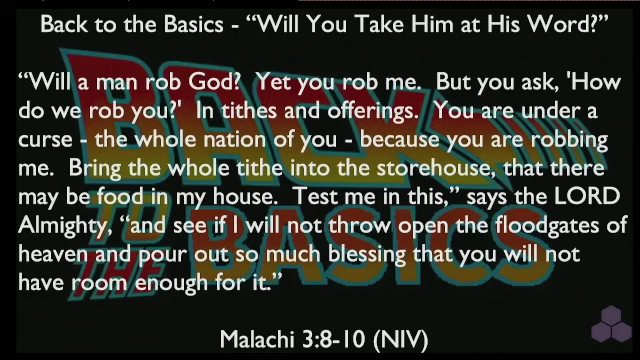 Back to the Basics - “Will You Take Him at His Word?”
“Will a man rob God?  Yet you rob me.  But you ask, 'How
do we rob you?'  In tithes and offerings.  You are under a
curse - the whole nation of you - because you are robbing
me.  Bring the whole tithe into the storehouse, that there
may be food in my house.  Test me in this,” says the LORD
Almighty, “and see if I will not throw open the floodgates of
heaven and pour out so much blessing that you will not
have room enough for it.”
Malachi 3:8-10 (NIV)
BACK
TO THE BASICS